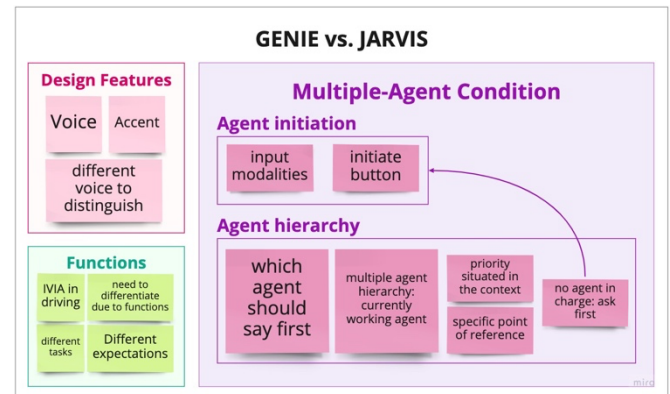 GENIE vs. JARVIS
Design Features
Voice
Accent
different
voice to
distinguish
Functions
IVIA in
driving
need to
differentiate
due to functions
different
tasks
Different
expectations
Multiple-Agent Condition
Agent initiation
input
modalities
initiate
button
Agent hierarchy
which
agent
should
say first
multiple agent
hierarchy:
currently
working agent
priority
situated in
the context
specific point
of reference
no agent in
charge: ask
first
miro